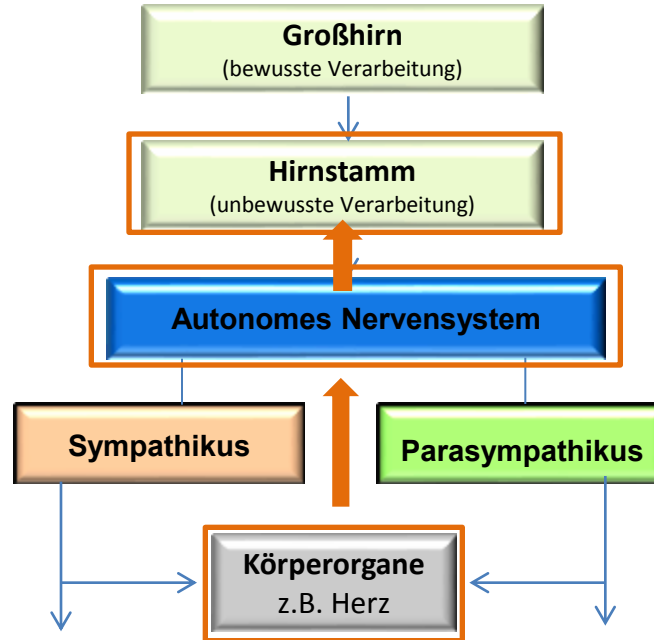 Großhirn
(bewusste Verarbeitung)
Hirnstamm
(unbewusste Verarbeitung)
Autonomes Nervensystem
Sympathikus
Parasympathikus
Körperorgane
z.B. Herz